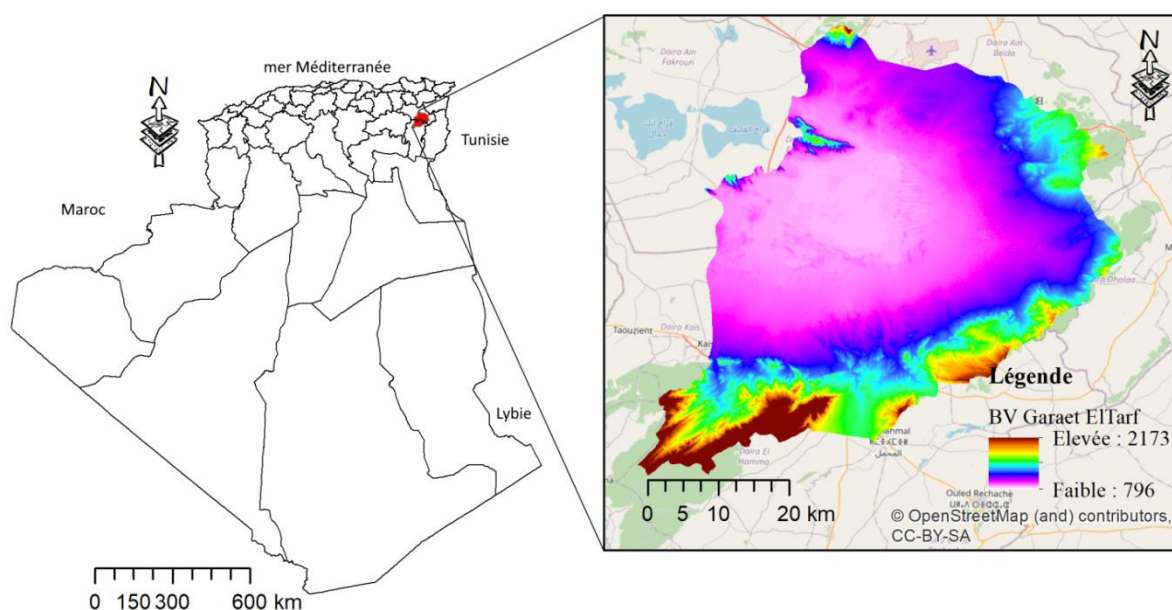 N
mer Méditerranée
Tunisie
Maroc
Lybie
0 150 300 600 km
Daira Ain
Fakroun
Daira Ain
Beida
N
Taouzient
Daira Kais
Kais
Daira El
Hamma
المحمل
Ouled Rechache
Légende
BV Garaet ElTarf
Elevée : 2173
Faible : 796
0 5 10 20 km
© OpenStreetMap (and) contributors,
CC-BY-SA